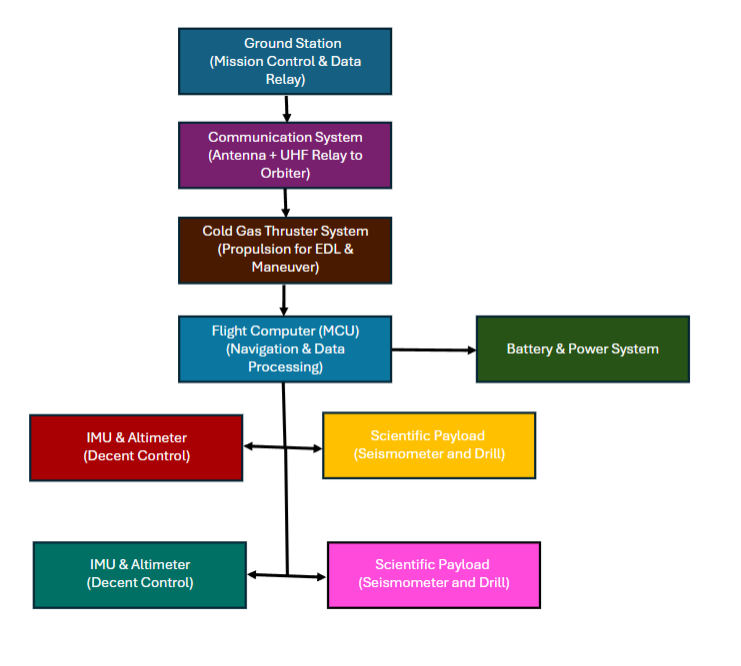 Ground Station
(Mission Control & Data
Relay)
Communication System
(Antenna + UHF Relay to
Orbiter)
Cold Gas Thruster System
(Propulsion for EDL &
Maneuver)
Flight Computer (MCU)
(Navigation & Data
Processing)
Battery & Power System
IMU & Altimeter
(Decent Control)
Scientific Payload
(Seismometer and Drill)
IMU & Altimeter
(Decent Control)
Scientific Payload
(Seismometer and Drill)